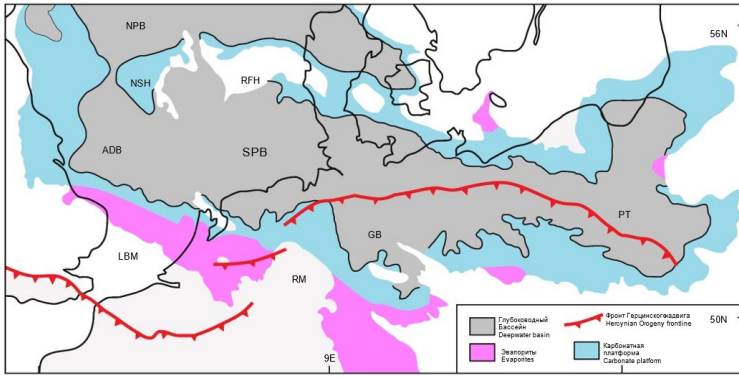 NPB
56N
NSH
RFH
ADB
SPB
PT
GB
LBM
RM
9E
50N
Глубоководный
Бассейн
Deepwater basin
Фронт Герцинскогкадвига
Hercynian Orogeny frontline
Эвапориты
Evaporites
Карбонатная
платформа
Carbonate platform